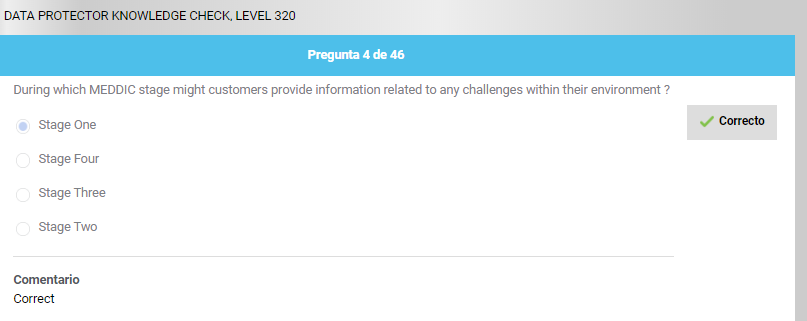 DATA PROTECTOR KNOWLEDGE CHECK, LEVEL 320
Pregunta 4 de 46
During which MEDDIC stage might customers provide information related to any challenges within their environment ?
Correcto
Stage One
Stage Four
Stage Three
Stage Two
Comentario
Correct